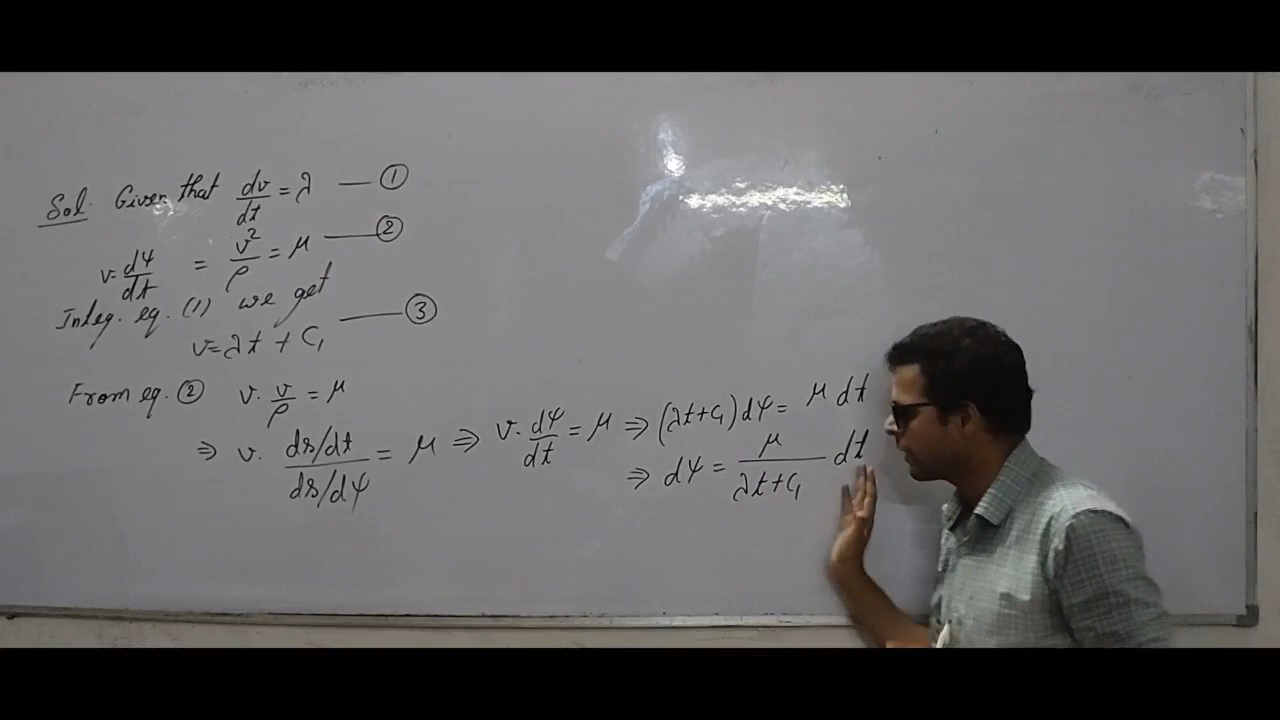 Sol. Given that dv/dt = λ — ①
v dψ/dt = v²/ρ = μ — ②
Integ. eq. (1) we get
v = λt + C₁ — ③
From eq. ② v · v/ρ = μ
⇒ v · (ds/dt)/(ds/dψ) = μ ⇒ v · dψ/dt = μ ⇒ (λt+C₁)dψ = μ dt
⇒ dψ = μ/(λt+C₁) dt